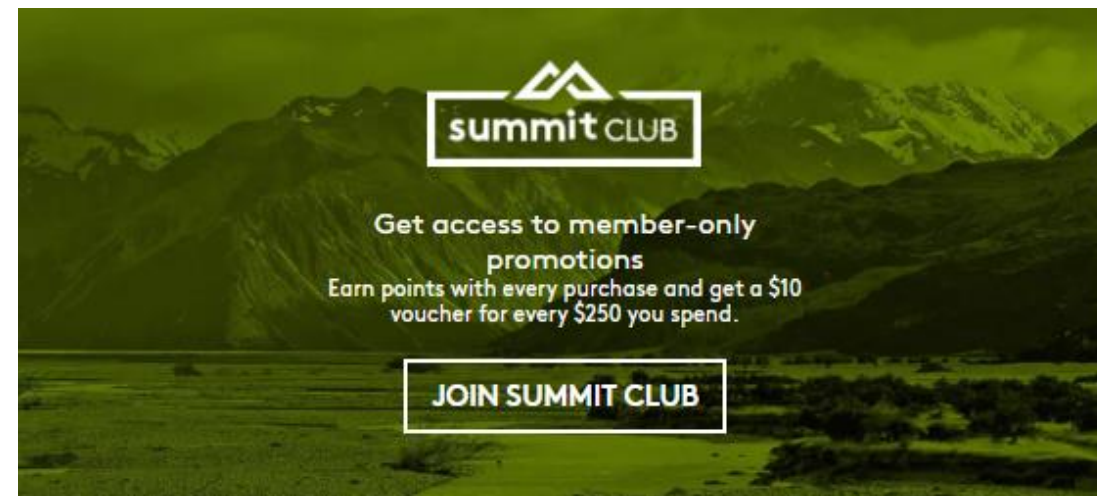 summit CLUB
Get access to member-only
promotions
Earn points with every purchase and get a $10
voucher for every $250 you spend.
JOIN SUMMIT CLUB